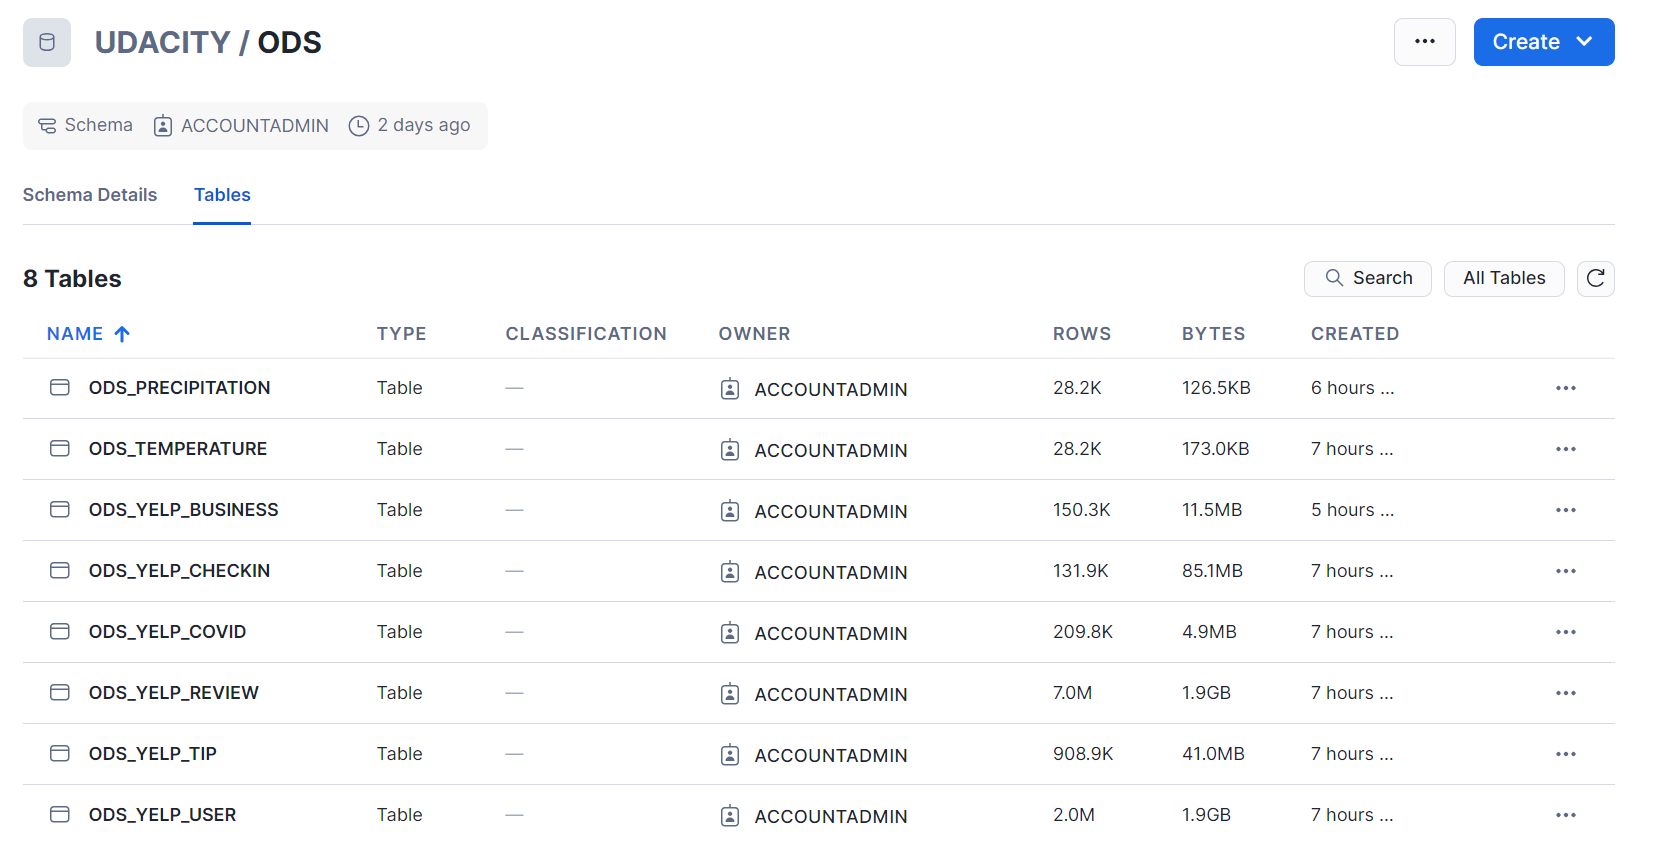 UDACITY / ODS
... Create
Schema ACCOUNTADMIN 2 days ago
Schema Details Tables
8 Tables
Search All Tables
NAME TYPE CLASSIFICATION OWNER ROWS BYTES CREATED
ODS_PRECIPITATION Table — ACCOUNTADMIN 28.2K 126.5KB 6 hours ...
ODS_TEMPERATURE Table — ACCOUNTADMIN 28.2K 173.0KB 7 hours ...
ODS_YELP_BUSINESS Table — ACCOUNTADMIN 150.3K 11.5MB 5 hours ...
ODS_YELP_CHECKIN Table — ACCOUNTADMIN 131.9K 85.1MB 7 hours ...
ODS_YELP_COVID Table — ACCOUNTADMIN 209.8K 4.9MB 7 hours ...
ODS_YELP_REVIEW Table — ACCOUNTADMIN 7.0M 1.9GB 7 hours ...
ODS_YELP_TIP Table — ACCOUNTADMIN 908.9K 41.0MB 7 hours ...
ODS_YELP_USER Table — ACCOUNTADMIN 2.0M 1.9GB 7 hours ...